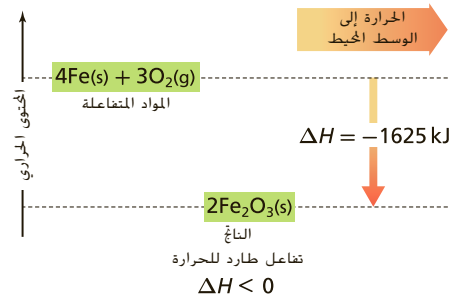 الحرارة إلى
الوسط المحيط
4Fe(s) + 3O₂(g)
المواد المتفاعلة
المحتوى الحراري
ΔH = −1625 kJ
2Fe₂O₃(s)
الناتج
تفاعل طارد للحرارة
ΔH < 0